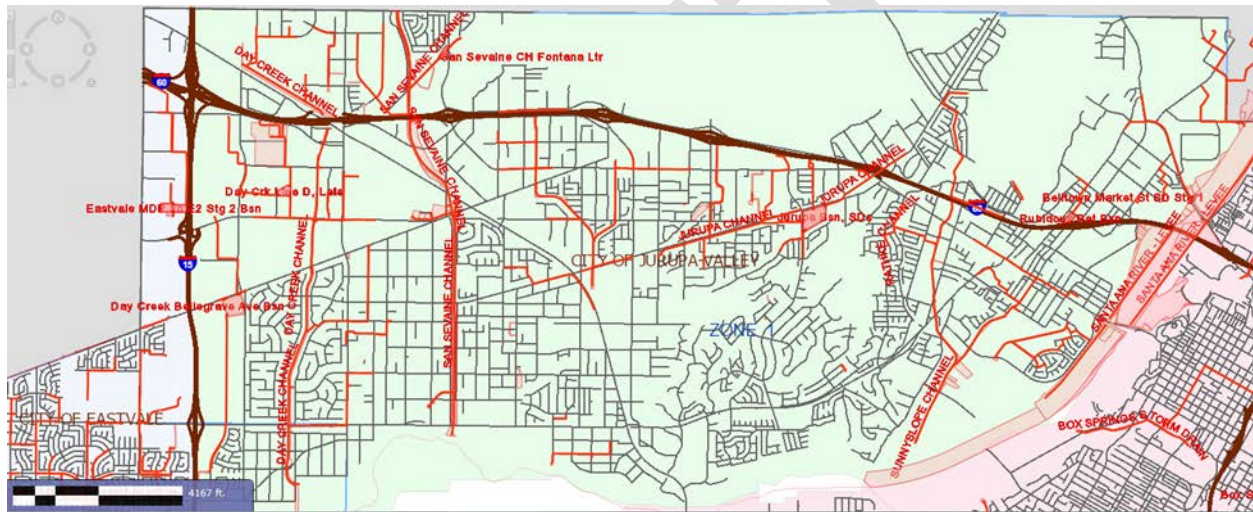 DAY CREEK CHANNEL
SAN SEVAINE CHANNEL
San Sevaine CH Fontana Ltr
60
SAN SEVAINE CHANNEL
JURUPA CHANNEL
Day Crk Line D, Late
Eastvale MDP
E2 Stg 2 Bsn
JURUPA CHANNEL
Jurupa Bsn, SDs
60
Belltown Market St SD Stg 1
SANTA ANA RIVER - LEVEE
SANTA ANA RIVER
LEVEE
DAY CREEK CHANNEL
SAN SEVAINE CHANNEL
CITY OF JURUPA VALLEY
15
Day Creek Bellegrave Ave Bsn
ZONE 1
DAY CREEK CHANNEL
SUNNYSLOPE CHANNEL
CITY OF EASTVALE
BOX SPRINGS STORM DRAIN
4167 ft.
Box S